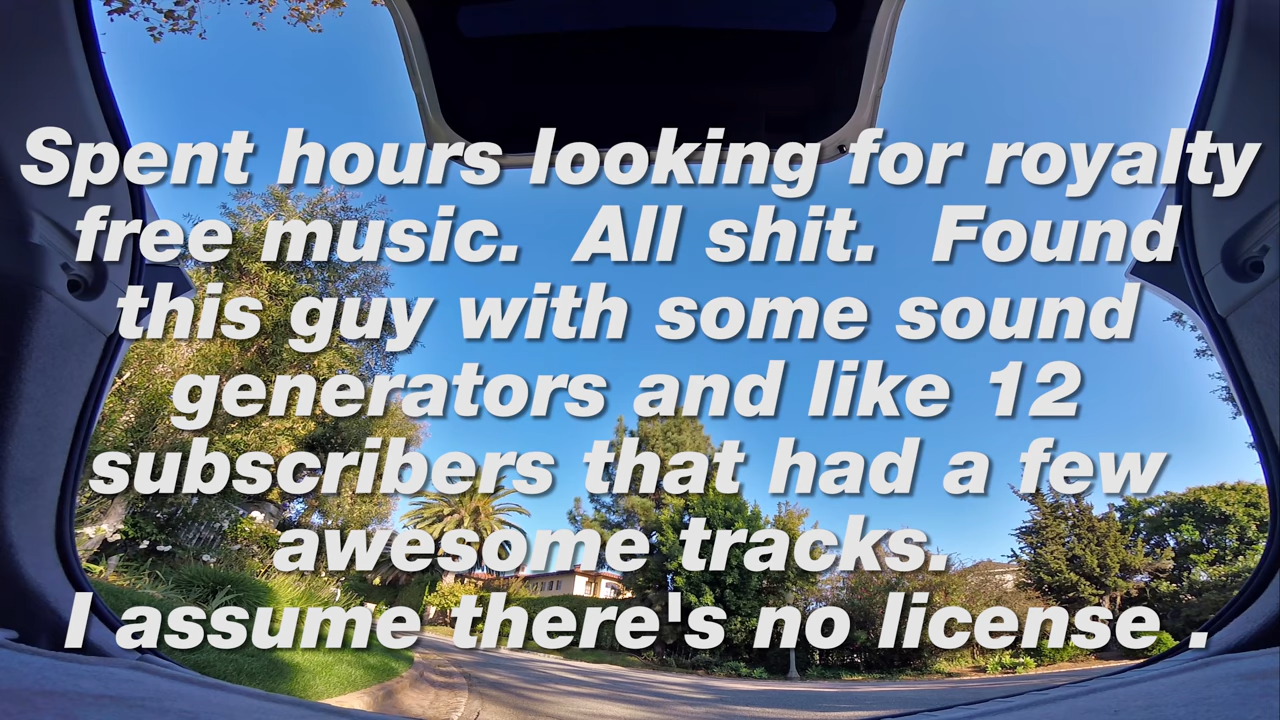 Spent hours looking for royalty
free music.  All shit.  Found
this guy with some sound
generators and like 12
subscribers that had a few
awesome tracks.
I assume there's no license .